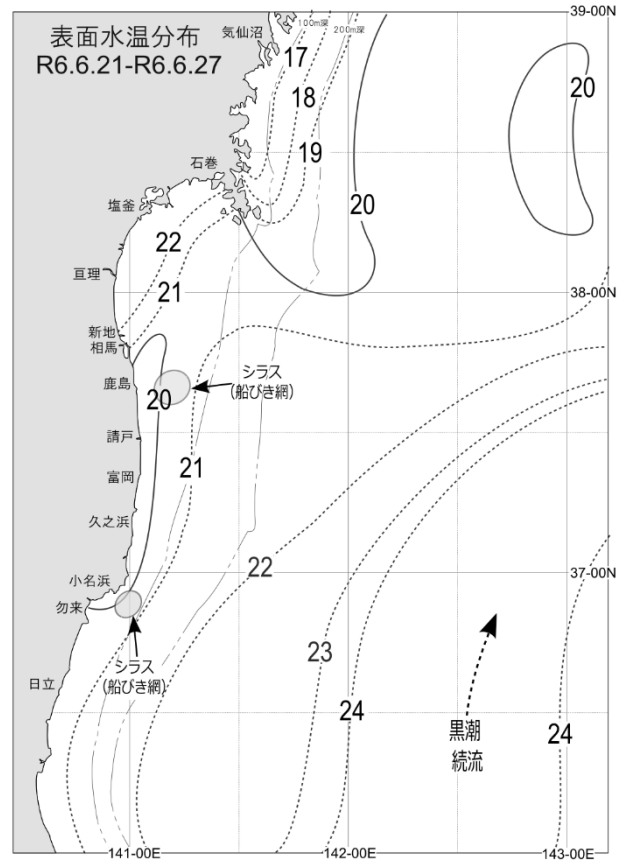 表面水温分布
R6.6.21-R6.6.27
気仙沼
100m深
200m深
39-00N
17
18
19
20
20
石巻
塩釜
22
21
亘理
38-00N
新地
相馬
鹿島
20
シラス
(船びき網)
請戸
21
富岡
久之浜
22
37-00N
小名浜
勿来
シラス
(船びき網)
23
日立
24
黒潮
続流
24
141-00E
142-00E
143-00E